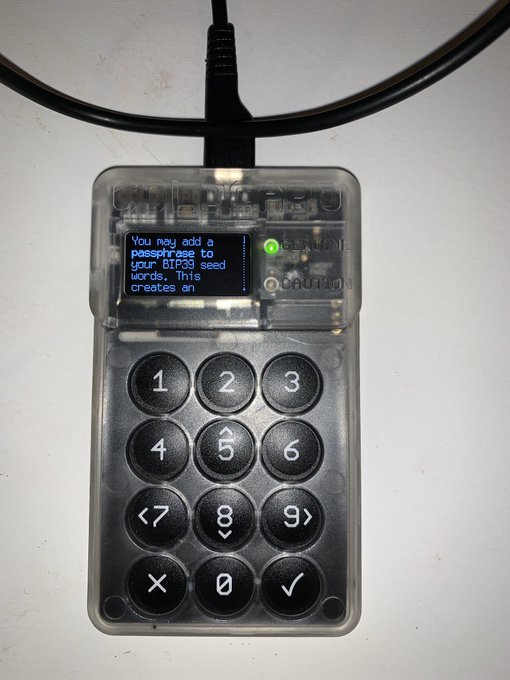 COLDCARD
You may add a
passphrase to
your BIP39 seed
words. This
creates an
GENUINE
CAUTION
1 2 3
4 5 6
<7 8 9>
× 0 ✓